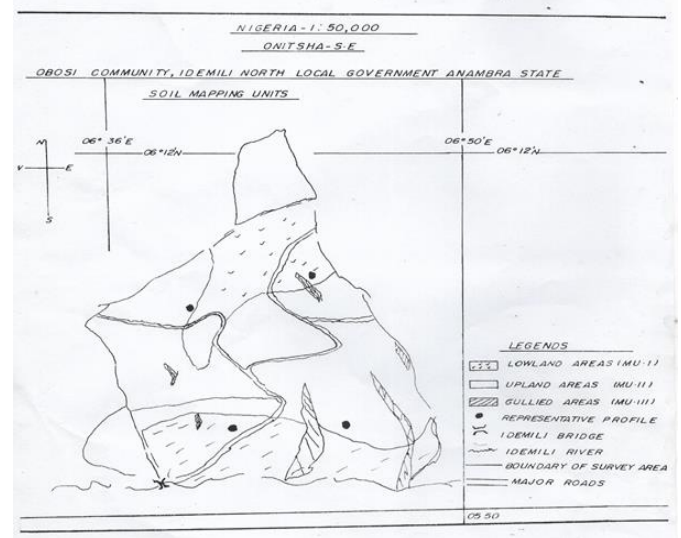 NIGERIA-1:50,000
ONITSHA-S-E
OBOSI COMMUNITY, IDEMILI NORTH LOCAL GOVERNMENT ANAMBRA STATE
SOIL MAPPING UNITS
N
06° 36'E
06° 50'E
06° 12'N
06° 12'N
E
S
LEGENDS
LOWLAND AREAS (MU-I)
UPLAND AREAS (MU-II)
GULLIED AREAS (MU-III)
REPRESENTATIVE PROFILE
IDEMILI BRIDGE
IDEMILI RIVER
BOUNDARY OF SURVEY AREA
MAJOR ROADS
05 50